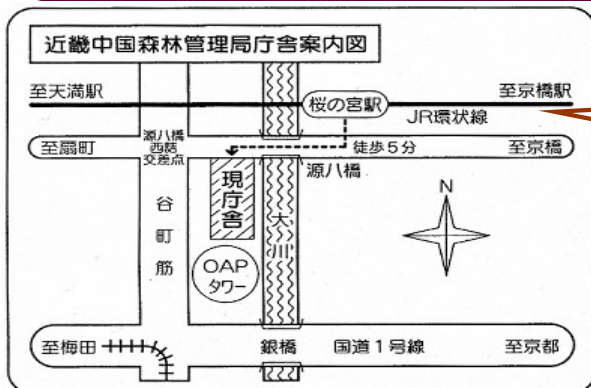 近畿中国森林管理局庁舎案内図
至天満駅
桜の宮駅
至京橋駅
JR環状線
至扇町
源八橋
西詰
交差点
徒歩5分
至京橋
源八橋
現庁舎
大川
谷町筋
OAP
タワー
N
至梅田
銀橋
国道1号線
至京都